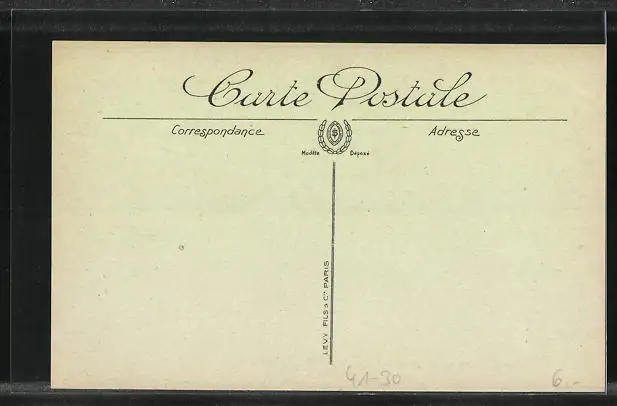 Carte Postale
Correspondance
Adresse
Modèle Déposé
LEVY FILS & Cie PARIS
41-30
6.-